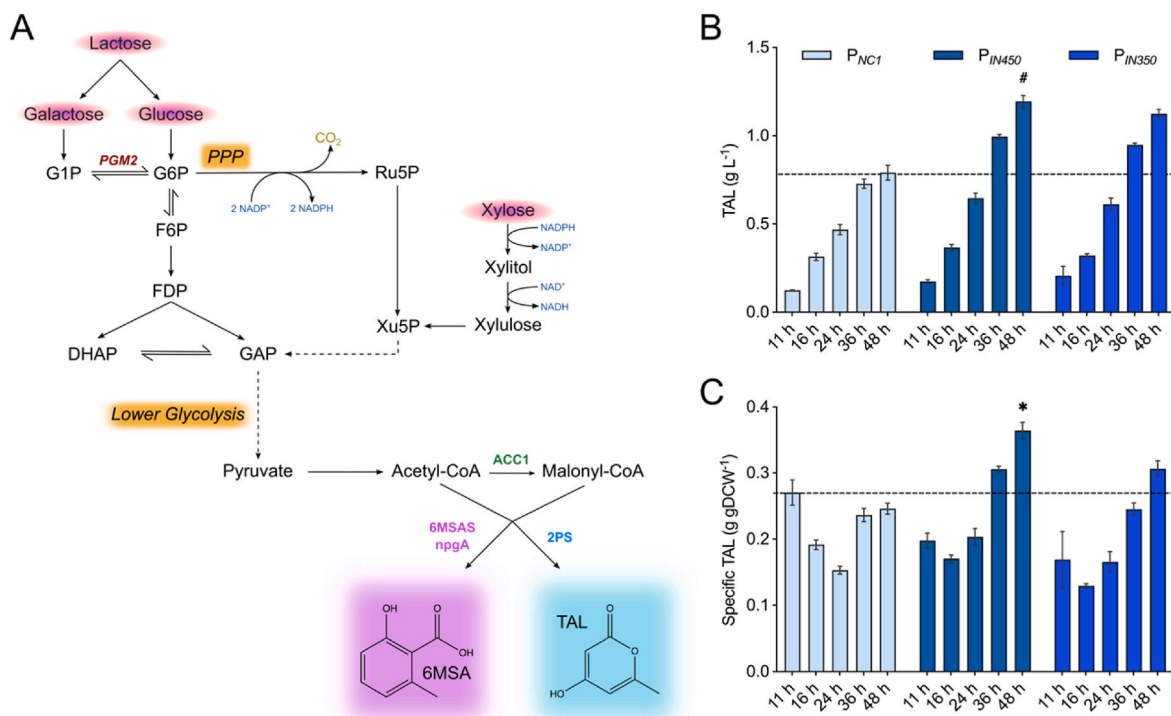 A
Lactose
Galactose
Glucose
G1P
PGM2
G6P
PPP
CO2
Ru5P
2 NADP+
2 NADPH
F6P
FDP
DHAP
GAP
Xylose
NADPH
NADP+
Xylitol
NAD+
NADH
Xu5P
Xylulose
Lower Glycolysis
Pyruvate
Acetyl-CoA
ACC1
Malonyl-CoA
6MSAS
npgA
2PS
OH
O
OH
6MSA
TAL
O
O
HO
B
PNC1
PIN450
PIN350
TAL (g L-1)
1.5
1.0
0.5
0.0
#
11 h 16 h 24 h 36 h 48 h 11 h 16 h 24 h 36 h 48 h 11 h 16 h 24 h 36 h 48 h
C
Specific TAL (g gDCW-1)
0.4
0.3
0.2
0.1
0.0
*
11 h 16 h 24 h 36 h 48 h 11 h 16 h 24 h 36 h 48 h 11 h 16 h 24 h 36 h 48 h